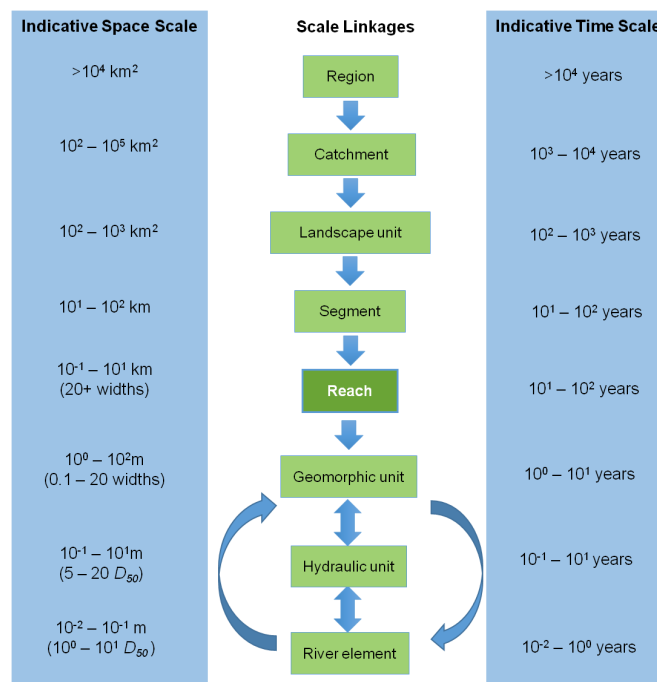 Indicative Space Scale Scale Linkages Indicative Time Scale
>10⁴ km² Region >10⁴ years
10² – 10⁵ km² Catchment 10³ – 10⁴ years
10² – 10³ km² Landscape unit 10² – 10³ years
10¹ – 10² km Segment 10¹ – 10² years
10⁻¹ – 10¹ km
(20+ widths) Reach 10¹ – 10² years
10⁰ – 10²m
(0.1 – 20 widths) Geomorphic unit 10⁰ – 10¹ years
10⁻¹ – 10¹m
(5 – 20 D₅₀) Hydraulic unit 10⁻¹ – 10¹ years
10⁻² – 10⁻¹ m
(10⁰ – 10¹ D₅₀) River element 10⁻² – 10⁰ years